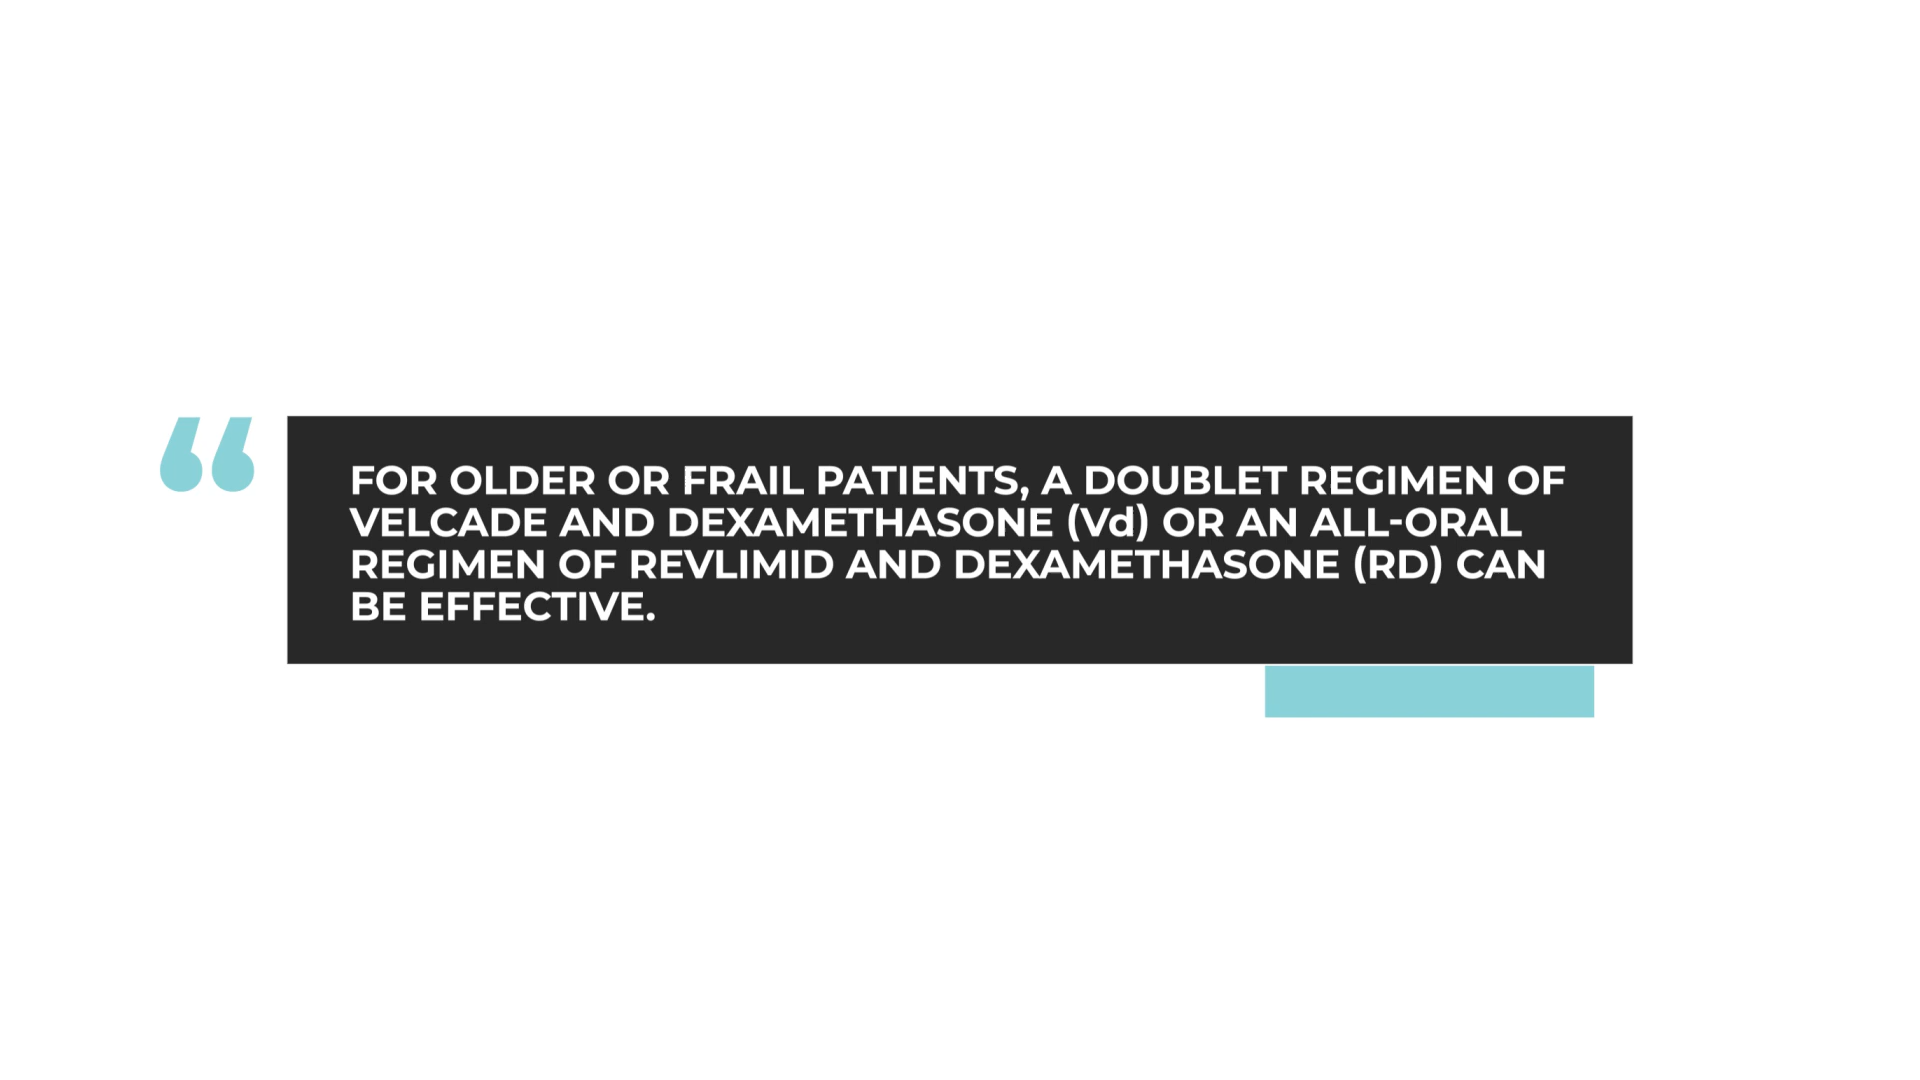 “
FOR OLDER OR FRAIL PATIENTS, A DOUBLET REGIMEN OF
VELCADE AND DEXAMETHASONE (Vd) OR AN ALL-ORAL
REGIMEN OF REVLIMID AND DEXAMETHASONE (RD) CAN
BE EFFECTIVE.